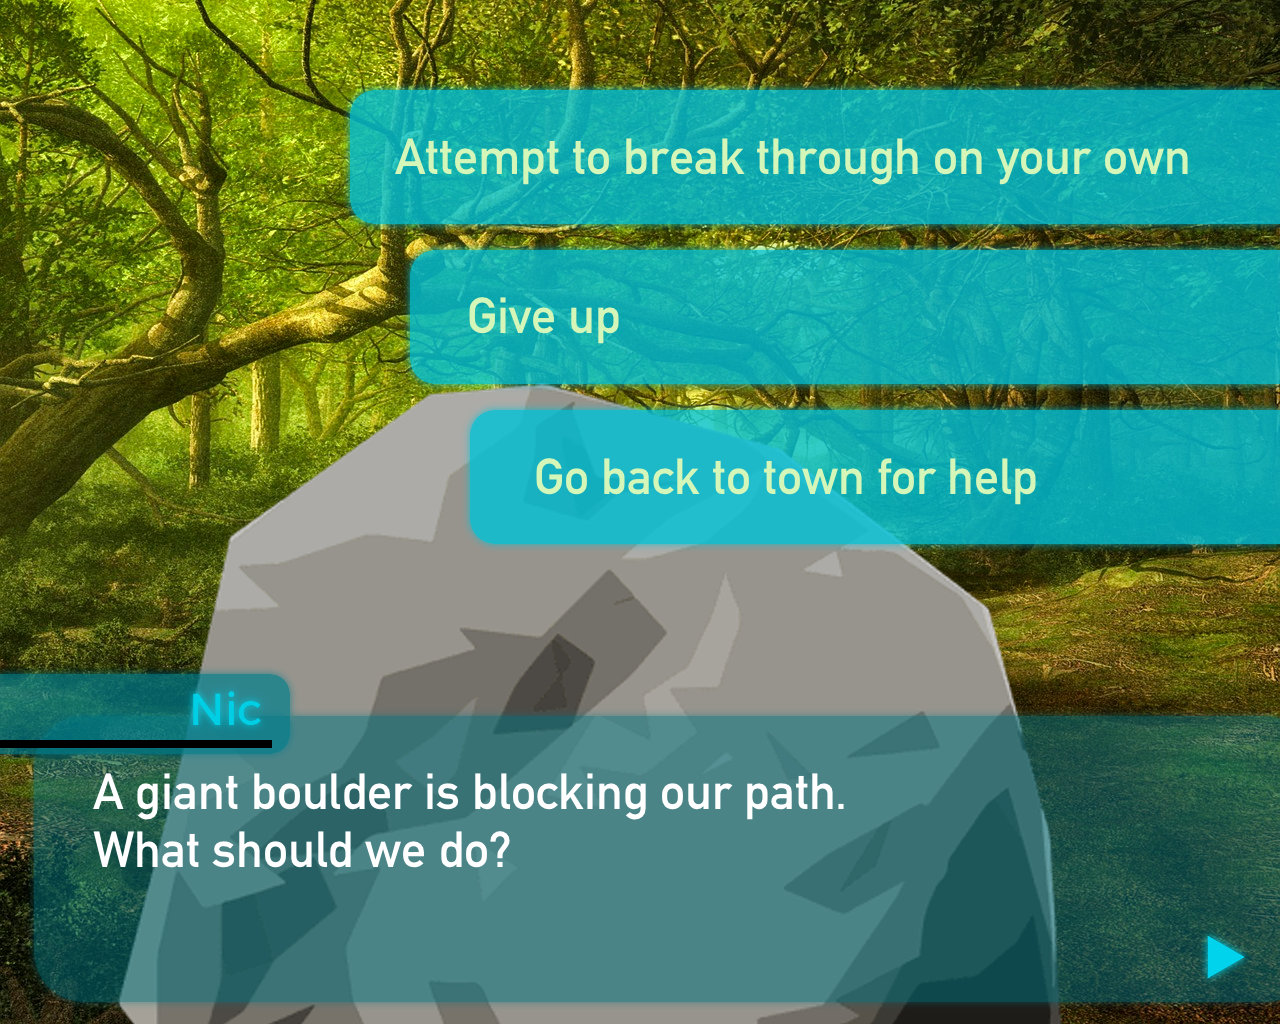 Attempt to break through on your own
Give up
Go back to town for help
Nic
A giant boulder is blocking our path.
What should we do?